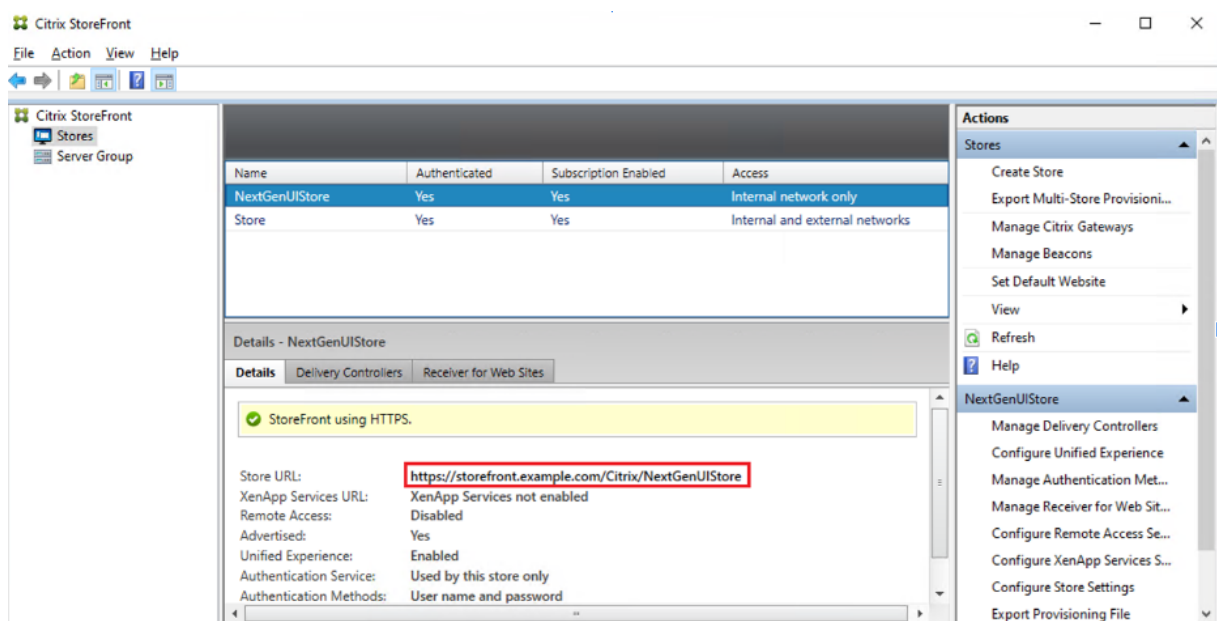 Citrix StoreFront
File Action View Help
Citrix StoreFront
Stores
Server Group
Name Authenticated Subscription Enabled Access
NextGenUIStore Yes Yes Internal network only
Store Yes Yes Internal and external networks
Details - NextGenUIStore
Details Delivery Controllers Receiver for Web Sites
StoreFront using HTTPS.
Store URL: https://storefront.example.com/Citrix/NextGenUIStore
XenApp Services URL: XenApp Services not enabled
Remote Access: Disabled
Advertised: Yes
Unified Experience: Enabled
Authentication Service: Used by this store only
Authentication Methods: User name and password
Actions
Stores
Create Store
Export Multi-Store Provisioni...
Manage Citrix Gateways
Manage Beacons
Set Default Website
View
Refresh
Help
NextGenUIStore
Manage Delivery Controllers
Configure Unified Experience
Manage Authentication Met...
Manage Receiver for Web Sit...
Configure Remote Access Se...
Configure XenApp Services S...
Configure Store Settings
Export Provisioning File